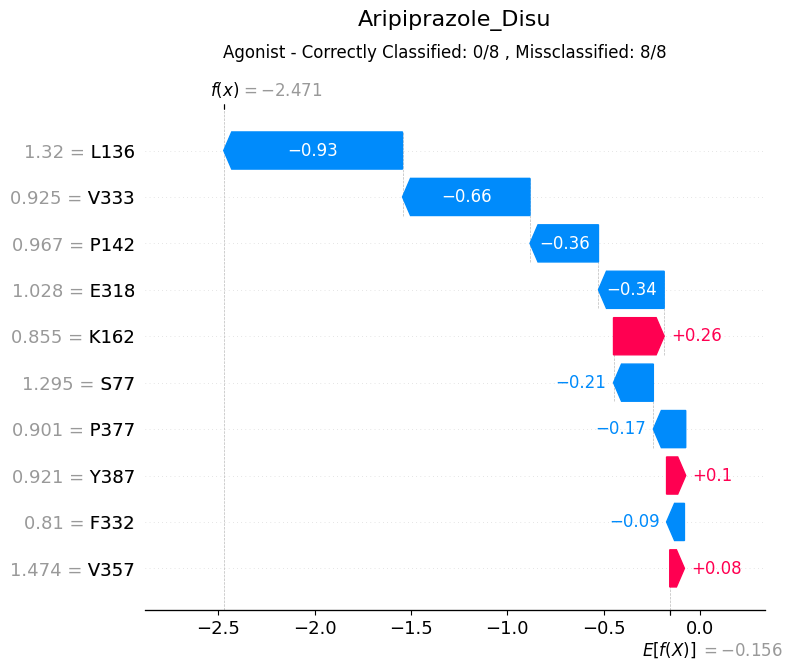 Aripiprazole_Disu
Agonist - Correctly Classified: 0/8 , Missclassified: 8/8
f(x) = −2.471
1.32 = L136 −0.93
0.925 = V333 −0.66
0.967 = P142 −0.36
1.028 = E318 −0.34
0.855 = K162 +0.26
1.295 = S77 −0.21
0.901 = P377 −0.17
0.921 = Y387 +0.1
0.81 = F332 −0.09
1.474 = V357 +0.08
−2.5 −2.0 −1.5 −1.0 −0.5 0.0
E[f(X)] = −0.156